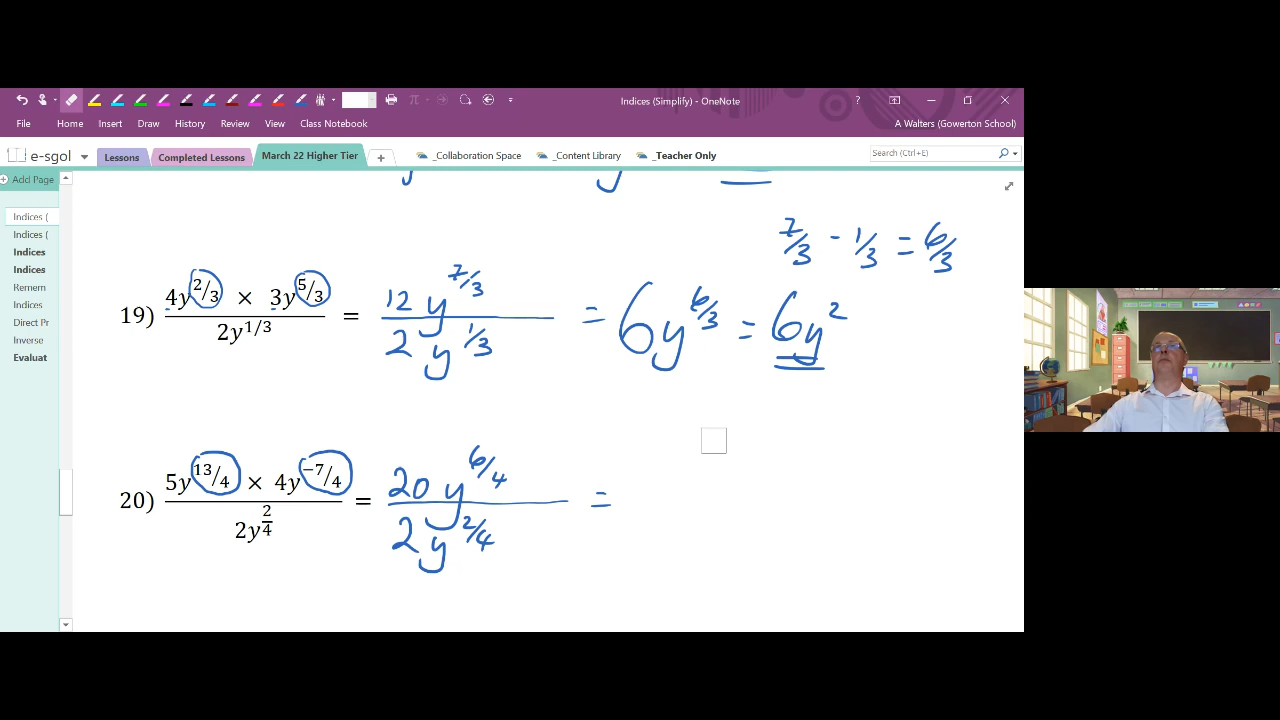 Indices (Simplify) - OneNote
?
File Home Insert Draw History Review View Class Notebook
A Walters (Gowerton School)
e-sgol Lessons Completed Lessons March 22 Higher Tier + _Collaboration Space _Content Library _Teacher Only
Search (Ctrl+E)
Add Page
Indices (
Indices (
Indices
Indices
Remem
Indices
Direct Pr
Inverse
Evaluat
7/3 - 1/3 = 6/3
19) (4y^2/3 × 3y^5/3) / (2y^1/3) = (12y^7/3) / (2y^1/3) = 6y^6/3 = 6y^2
20) (5y^13/4 × 4y^-7/4) / (2y^2/4) = (20y^6/4) / (2y^2/4) =